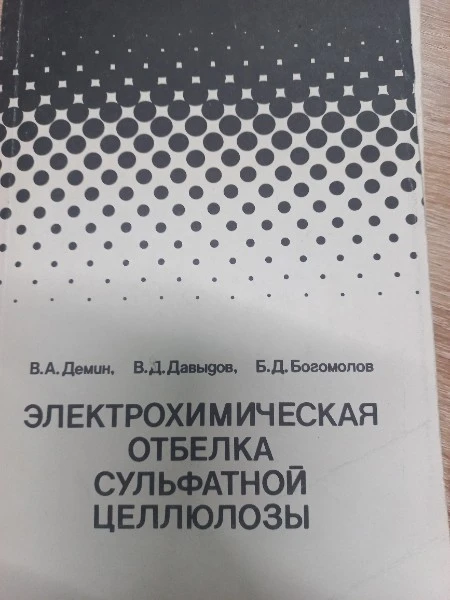 В.А.Демин, В.Д.Давыдов, Б.Д.Богомолов
ЭЛЕКТРОХИМИЧЕСКАЯ
ОТБЕЛКА
СУЛЬФАТНОЙ
ЦЕЛЛЮЛОЗЫ